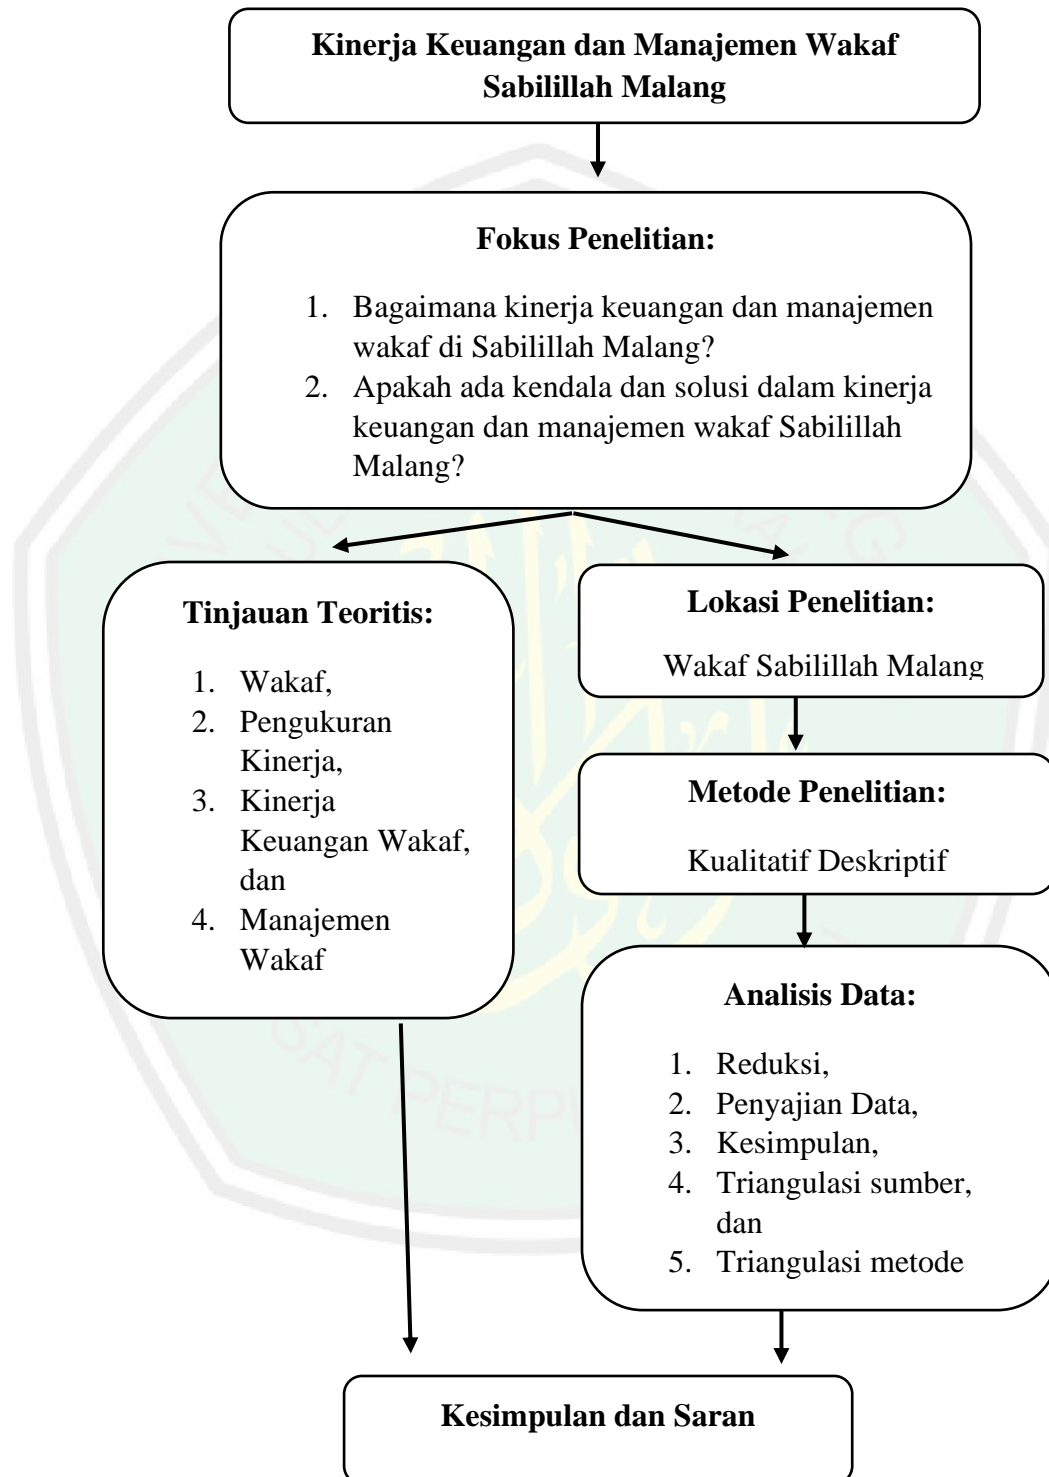 Kinerja Keuangan dan Manajemen Wakaf
Sabilillah Malang
Fokus Penelitian:
1. Bagaimana kinerja keuangan dan manajemen
wakaf di Sabilillah Malang?
2. Apakah ada kendala dan solusi dalam kinerja
keuangan dan manajemen wakaf Sabilillah
Malang?
Tinjauan Teoritis:
1. Wakaf,
2. Pengukuran
Kinerja,
3. Kinerja
Keuangan Wakaf,
dan
4. Manajemen
Wakaf
Lokasi Penelitian:
Wakaf Sabilillah Malang
Metode Penelitian:
Kualitatif Deskriptif
Analisis Data:
1. Reduksi,
2. Penyajian Data,
3. Kesimpulan,
4. Triangulasi sumber,
dan
5. Triangulasi metode
Kesimpulan dan Saran